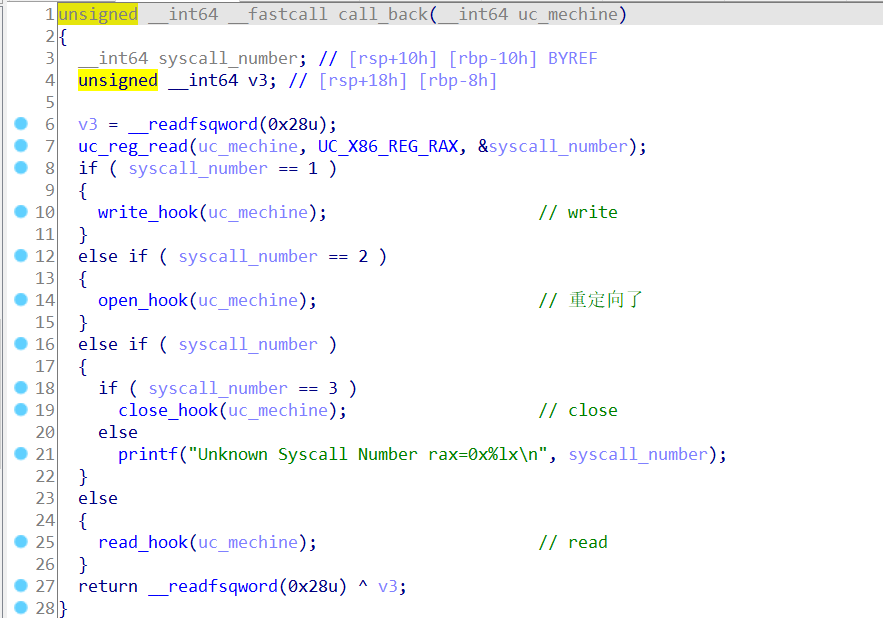 1 unsigned __int64 __fastcall call_back(__int64 uc_mechine)
2 {
3   __int64 syscall_number; // [rsp+10h] [rbp-10h] BYREF
4   unsigned __int64 v3; // [rsp+18h] [rbp-8h]
5
6   v3 = __readfsqword(0x28u);
7   uc_reg_read(uc_mechine, UC_X86_REG_RAX, &syscall_number);
8   if ( syscall_number == 1 )
9   {
10     write_hook(uc_mechine);                     // write
11   }
12   else if ( syscall_number == 2 )
13   {
14     open_hook(uc_mechine);                      // 重定向了
15   }
16   else if ( syscall_number )
17   {
18     if ( syscall_number == 3 )
19       close_hook(uc_mechine);                   // close
20     else
21       printf("Unknown Syscall Number rax=0x%lx\n", syscall_number);
22   }
23   else
24   {
25     read_hook(uc_mechine);                      // read
26   }
27   return __readfsqword(0x28u) ^ v3;
28 }